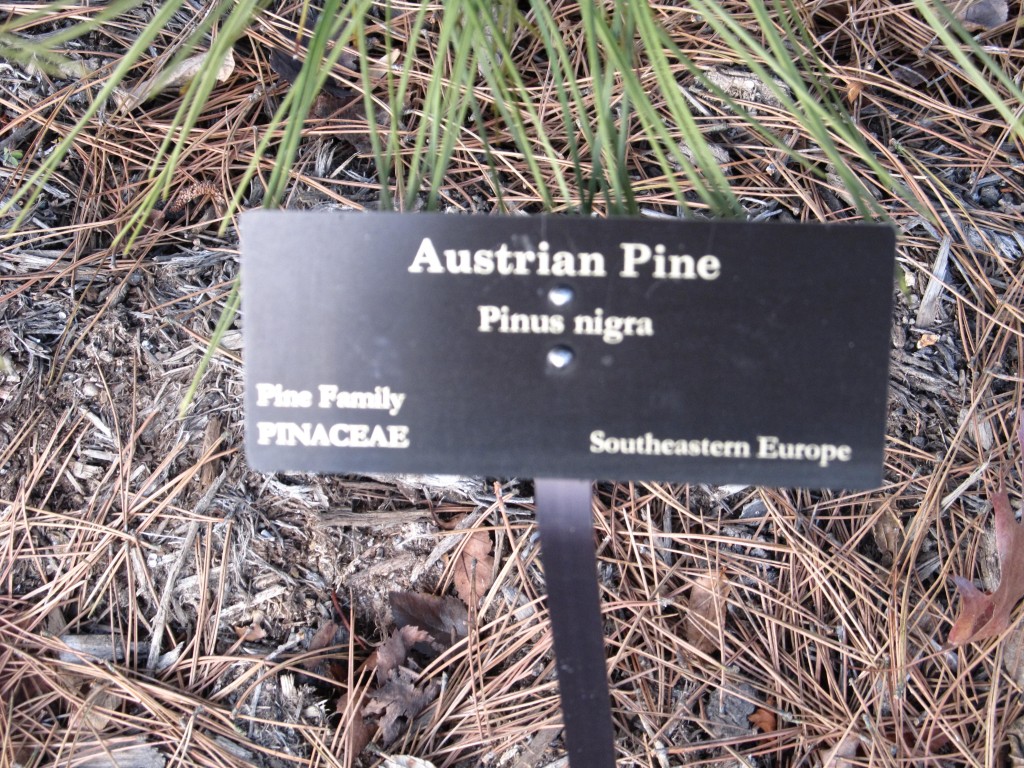 Austrian Pine
Pinus nigra
Pine Family
PINACEAE
Southeastern Europe